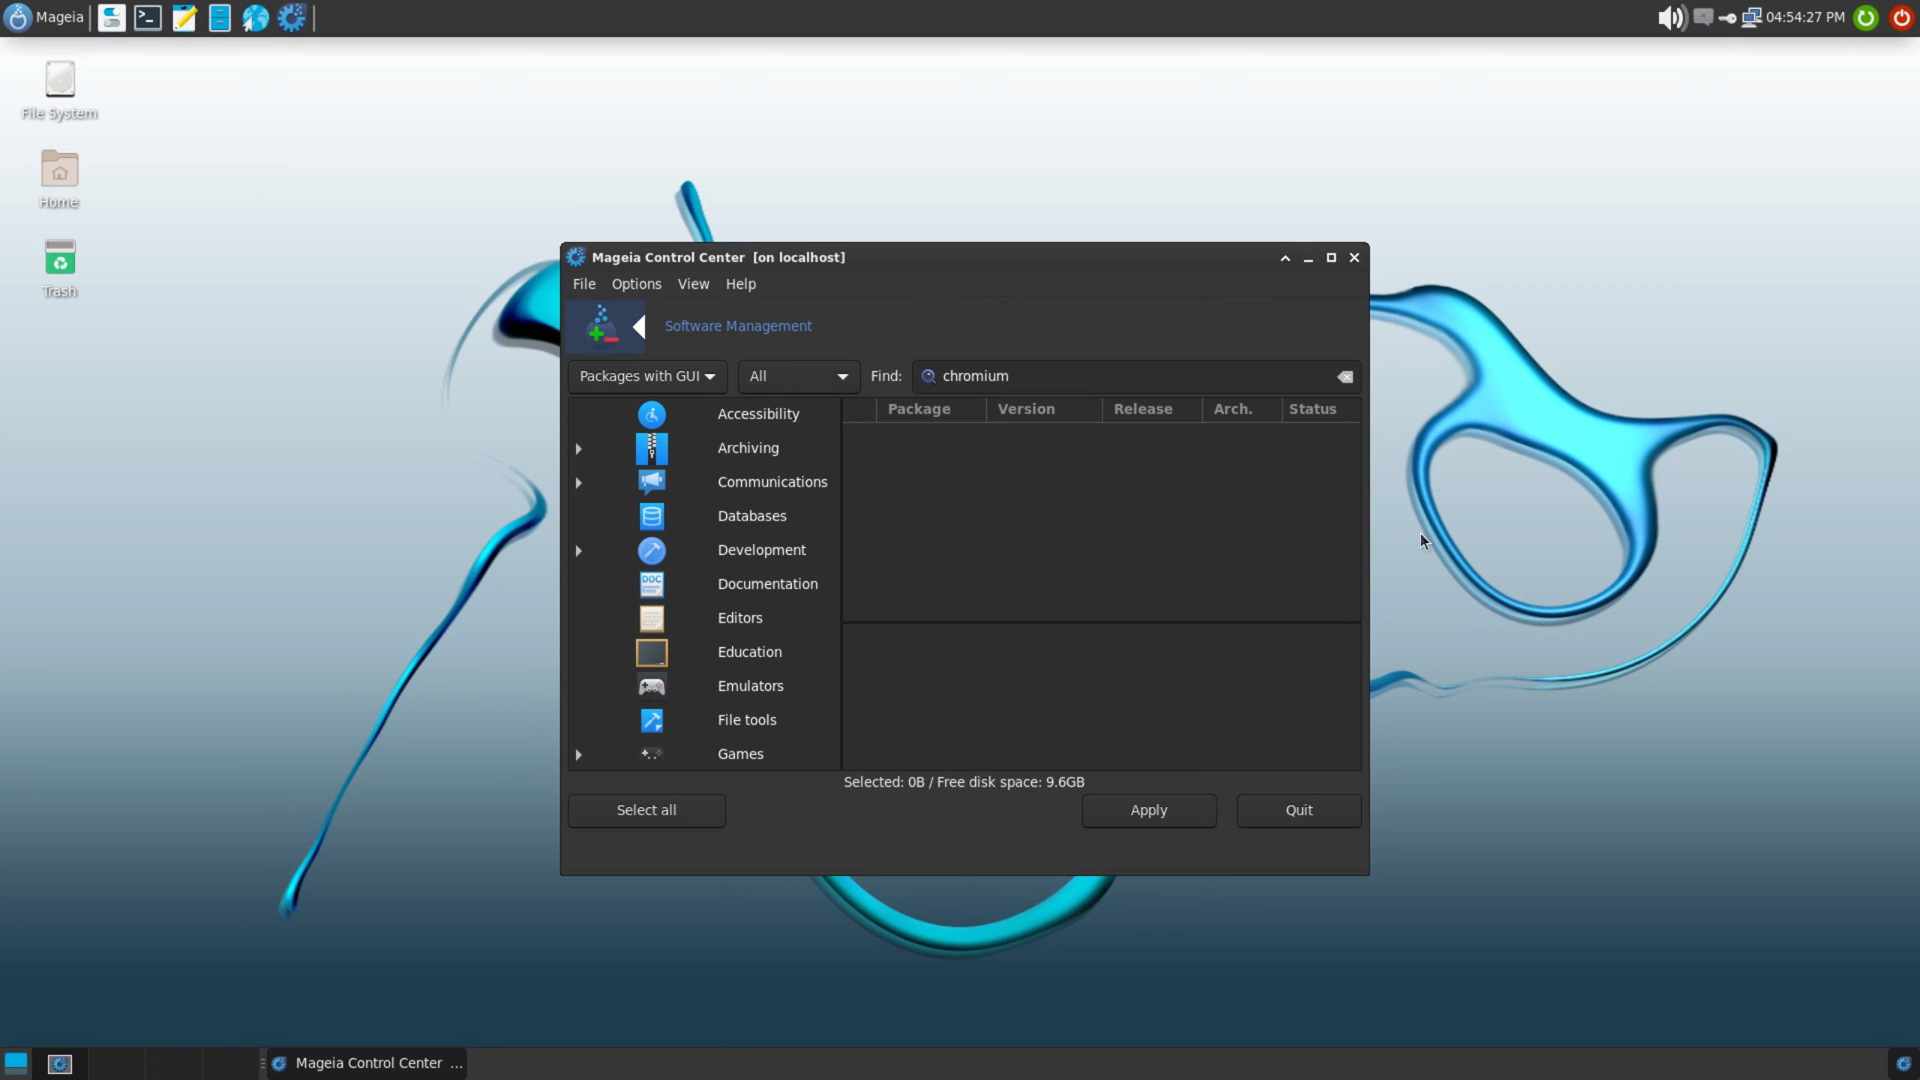 Mageia
04:54:27 PM
File System
Home
Trash
Mageia Control Center [on localhost]
File Options View Help
Software Management
Packages with GUI All Find: chromium
Package Version Release Arch. Status
Accessibility
Archiving
Communications
Databases
Development
Documentation
Editors
Education
Emulators
File tools
Games
Selected: 0B / Free disk space: 9.6GB
Select all Apply Quit
Mageia Control Center ...